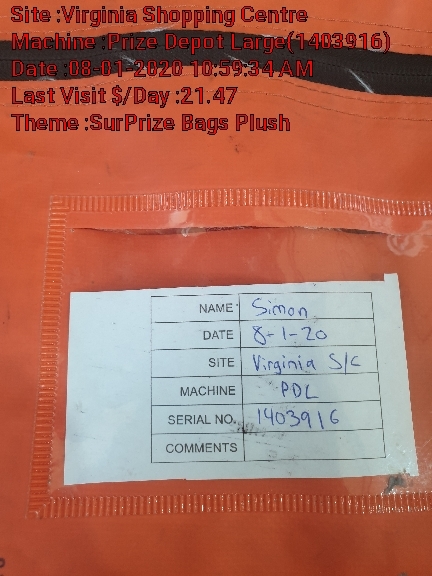 Site :Virginia Shopping Centre
Machine :Prize Depot Large(1403916)
Date :08-01-2020 10:59:34 AM
Last Visit $/Day :21.47
Theme :SurPrize Bags Plush
NAME Simon
DATE 8-1-20
SITE Virginia S/C
MACHINE PDL
SERIAL NO. 1403916
COMMENTS